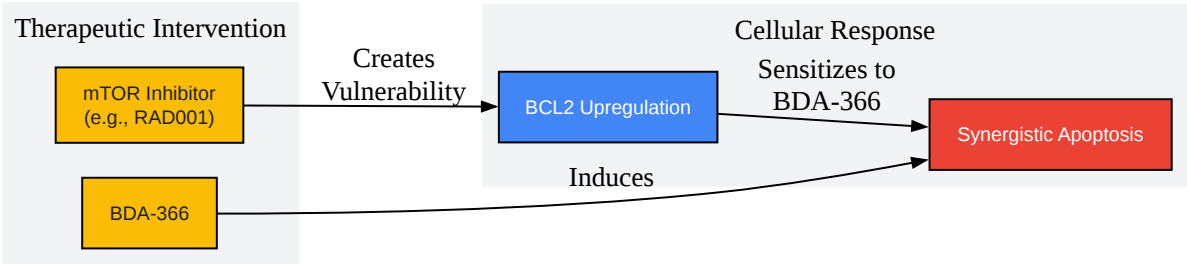 Therapeutic Intervention
Cellular Response
Creates
Vulnerability
Sensitizes to
BDA-366
mTOR Inhibitor
(e.g., RAD001)
BCL2 Upregulation
Synergistic Apoptosis
Induces
BDA-366